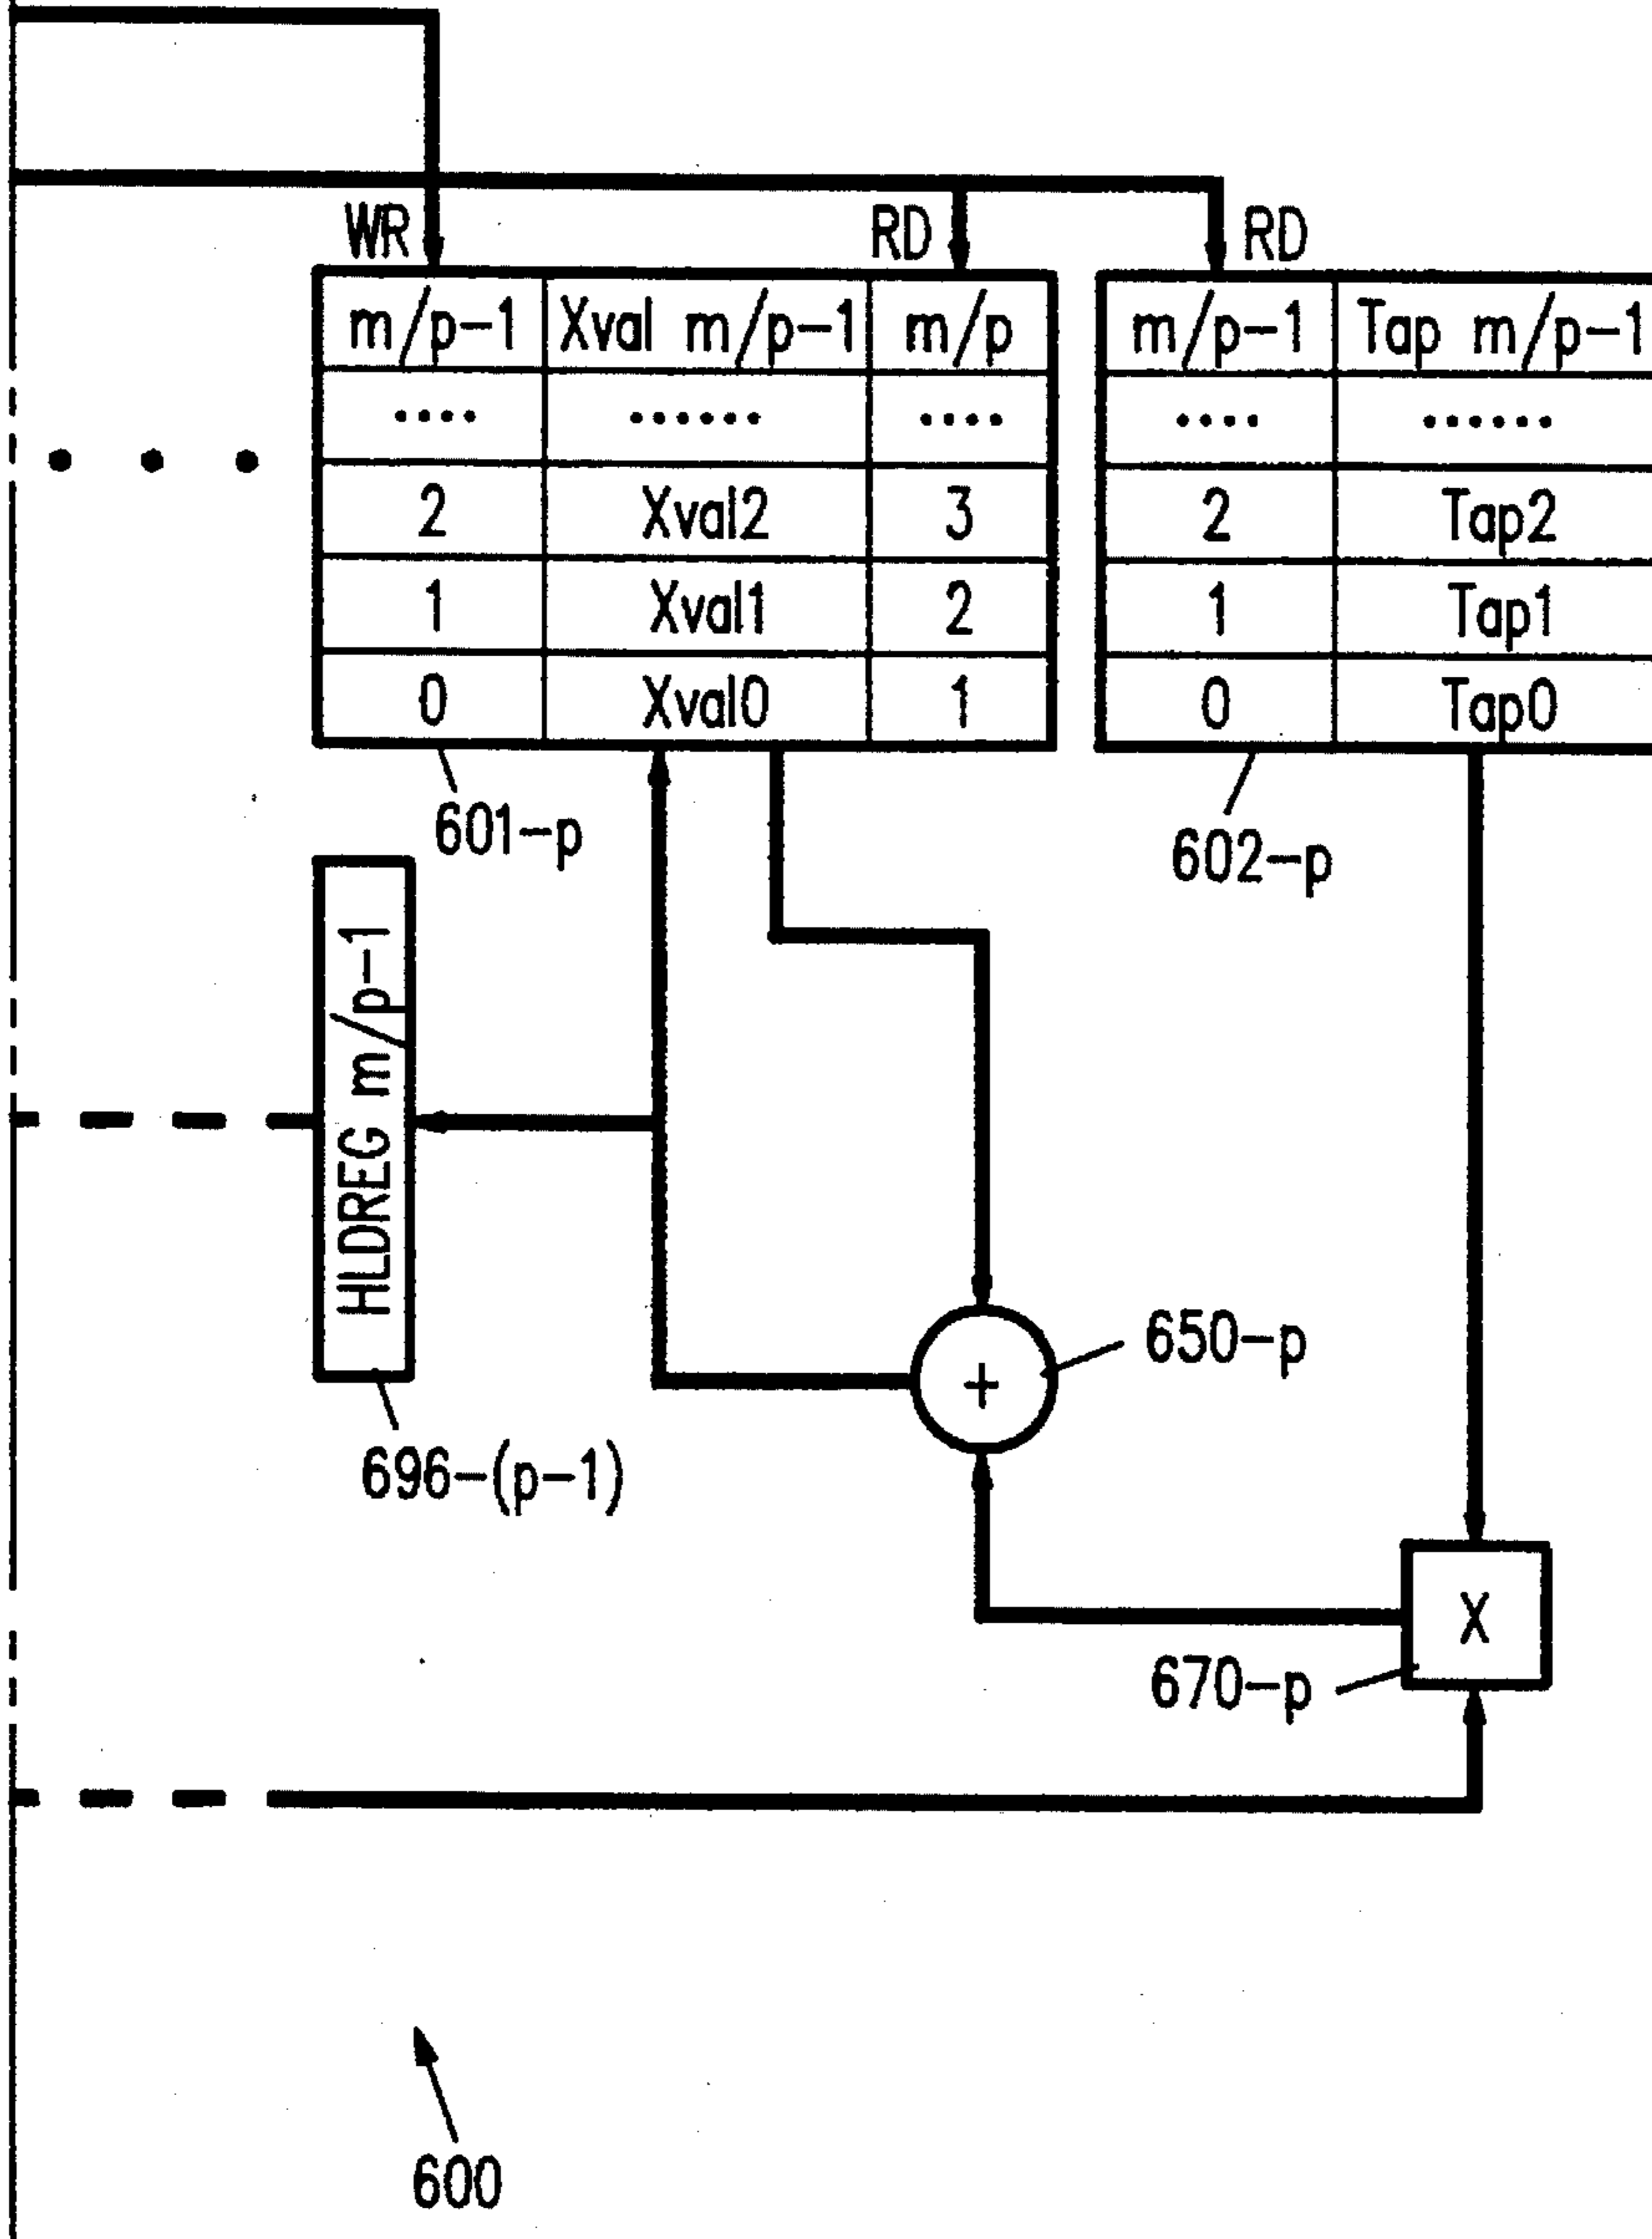 WR RD RD
m/p-1 Xval m/p-1 m/p m/p-1 Tap m/p-1
.... ...... .... .... ......
2 Xval2 3 2 Tap2
1 Xval1 2 1 Tap1
0 Xval0 1 0 Tap0
601-p
602-p
HLDREG m/p-1
650-p
+
696-(p-1)
X
670-p
600